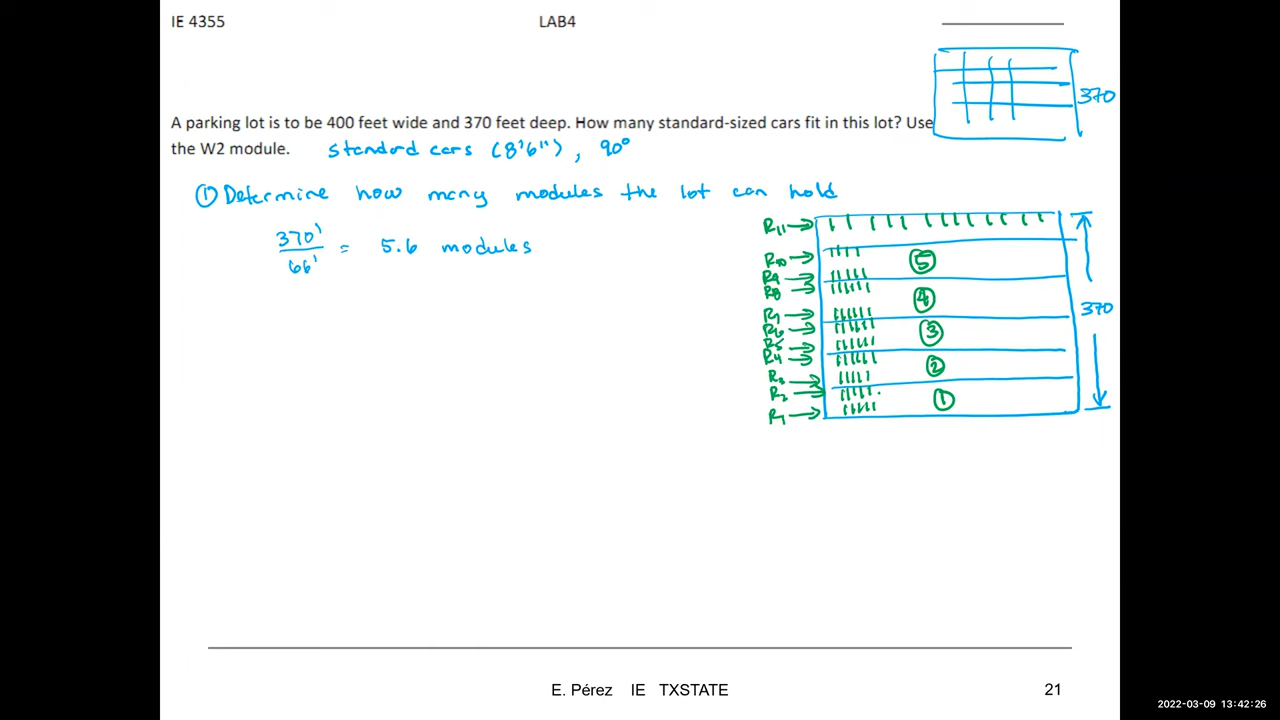 IE 4355 LAB4
370
A parking lot is to be 400 feet wide and 370 feet deep. How many standard-sized cars fit in this lot? Use
the W2 module. standard cars (8'6"), 90°
① Determine how many modules the lot can hold
370' / 66' = 5.6 modules
R11
R10 ⑤
R9
R8 ④
370
R7
R6 ③
R5
R4 ②
R3
R2 ①
R1
E. Pérez IE TXSTATE 21
2022-03-09 13:42:26